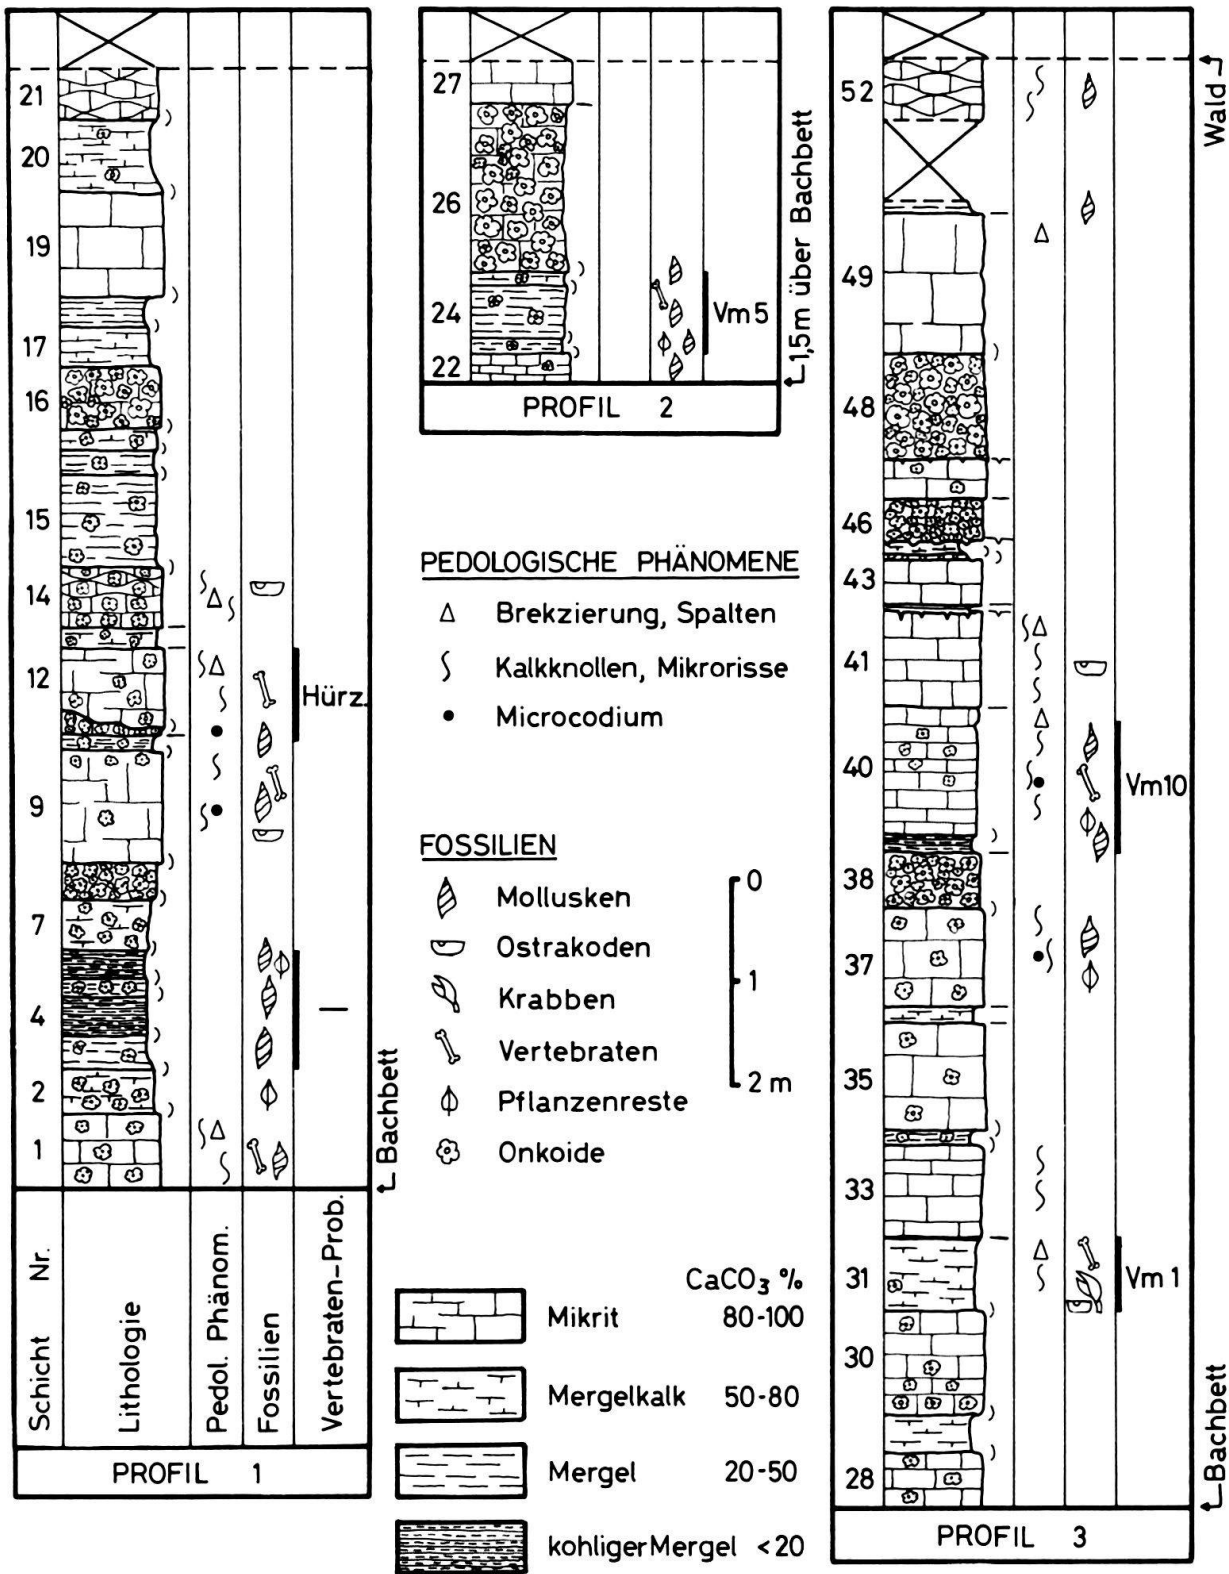 21
20
19
17
16
15
14
12
9
7
4
2
1
Hürz.
—
Bachbett
Schicht Nr.
Lithologie
Pedol. Phänom.
Fossilien
Vertebraten-Prob.
PROFIL 1
27
26
24
22
Vm 5
1,5m über Bachbett
PROFIL 2
PEDOLOGISCHE PHÄNOMENE
Brekzierung, Spalten
Kalkknollen, Mikrorisse
Microcodium
FOSSILIEN
Mollusken
Ostrakoden
Krabben
Vertebraten
Pflanzenreste
Onkoide
0
1
2 m
CaCO₃ %
Mikrit 80-100
Mergelkalk 50-80
Mergel 20-50
kohliger Mergel <20
52
49
48
46
43
41
40
38
37
35
33
31
30
28
Vm10
Vm 1
Wald
Bachbett
PROFIL 3